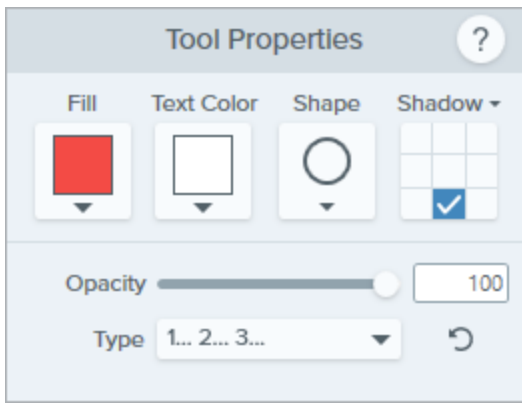 Tool Properties
?
Fill Text Color Shape Shadow
Opacity 100
Type 1... 2... 3...